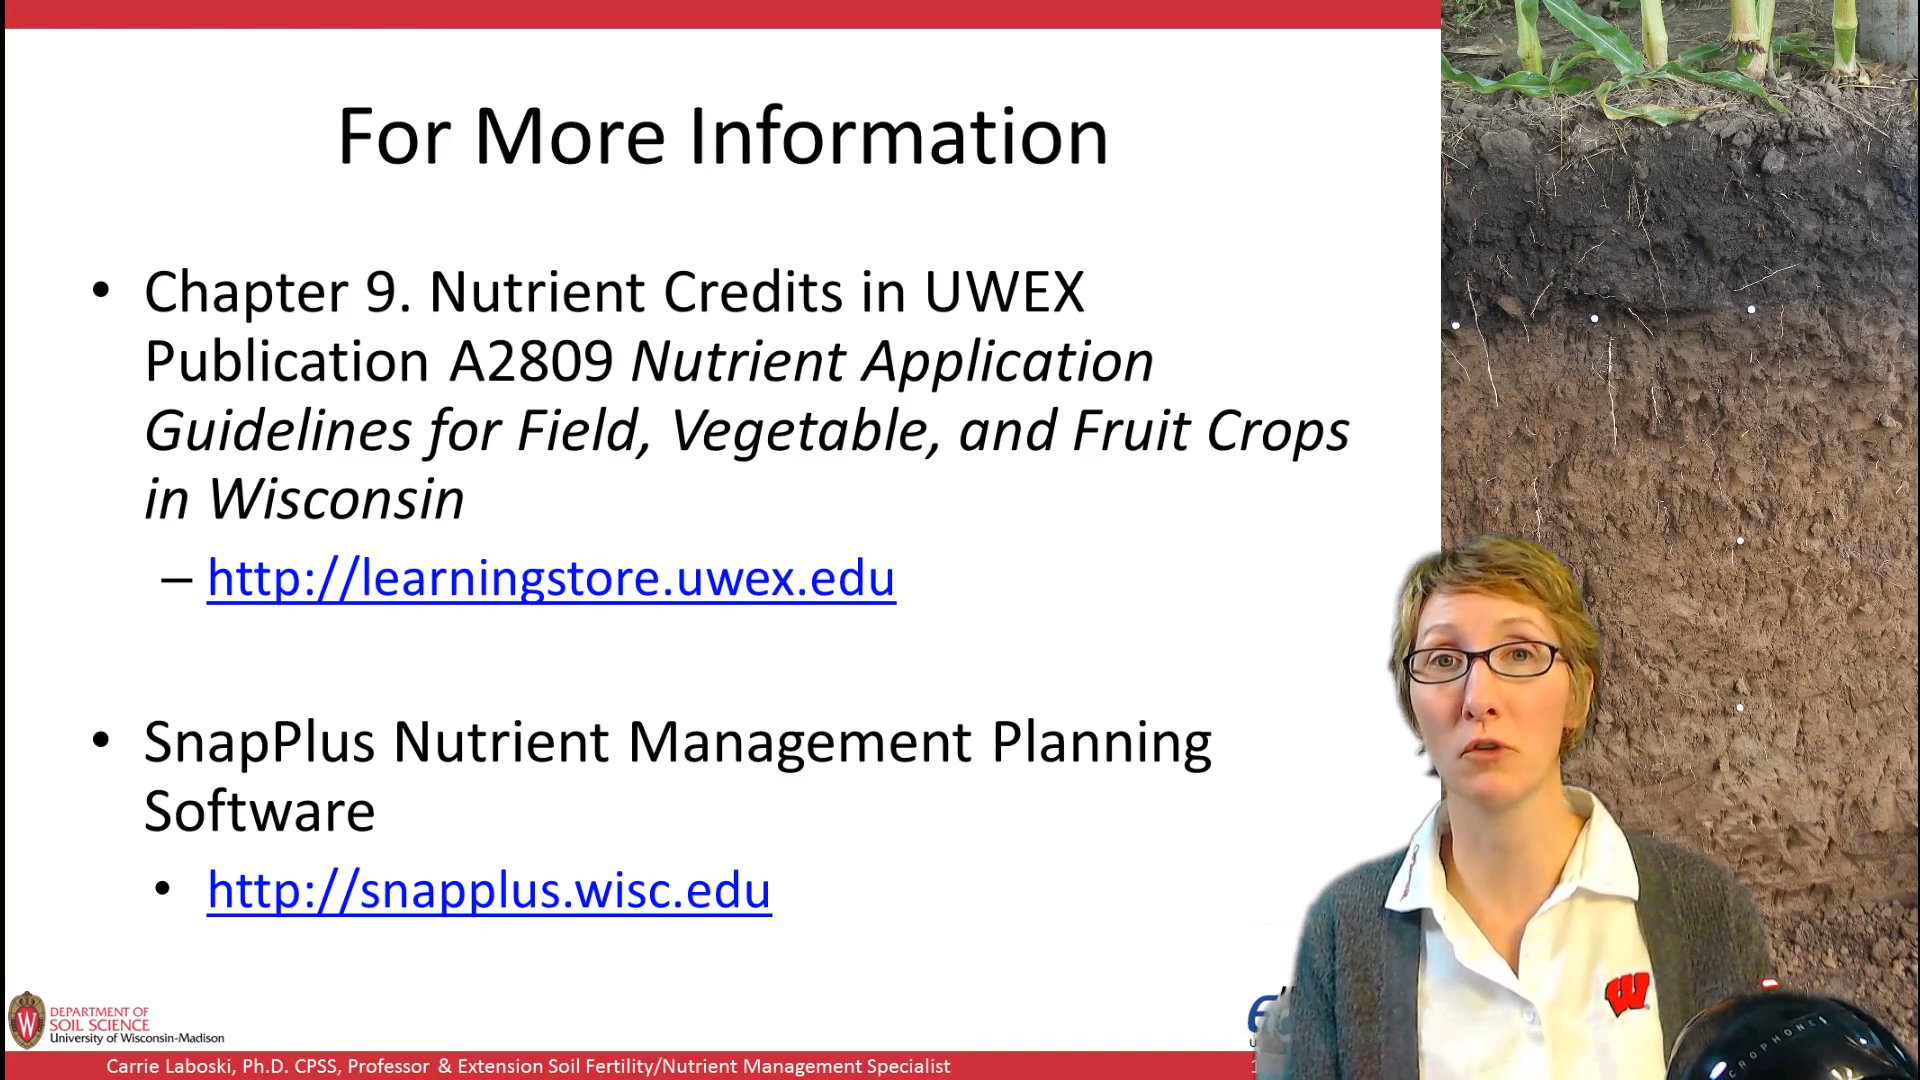 For More Information
• Chapter 9. Nutrient Credits in UWEX
Publication A2809 Nutrient Application
Guidelines for Field, Vegetable, and Fruit Crops
in Wisconsin
– http://learningstore.uwex.edu
• SnapPlus Nutrient Management Planning
Software
• http://snapplus.wisc.edu
W
DEPARTMENT OF
SOIL SCIENCE
University of Wisconsin-Madison
Carrie Laboski, Ph.D. CPSS, Professor & Extension Soil Fertility/Nutrient Management Specialist
W